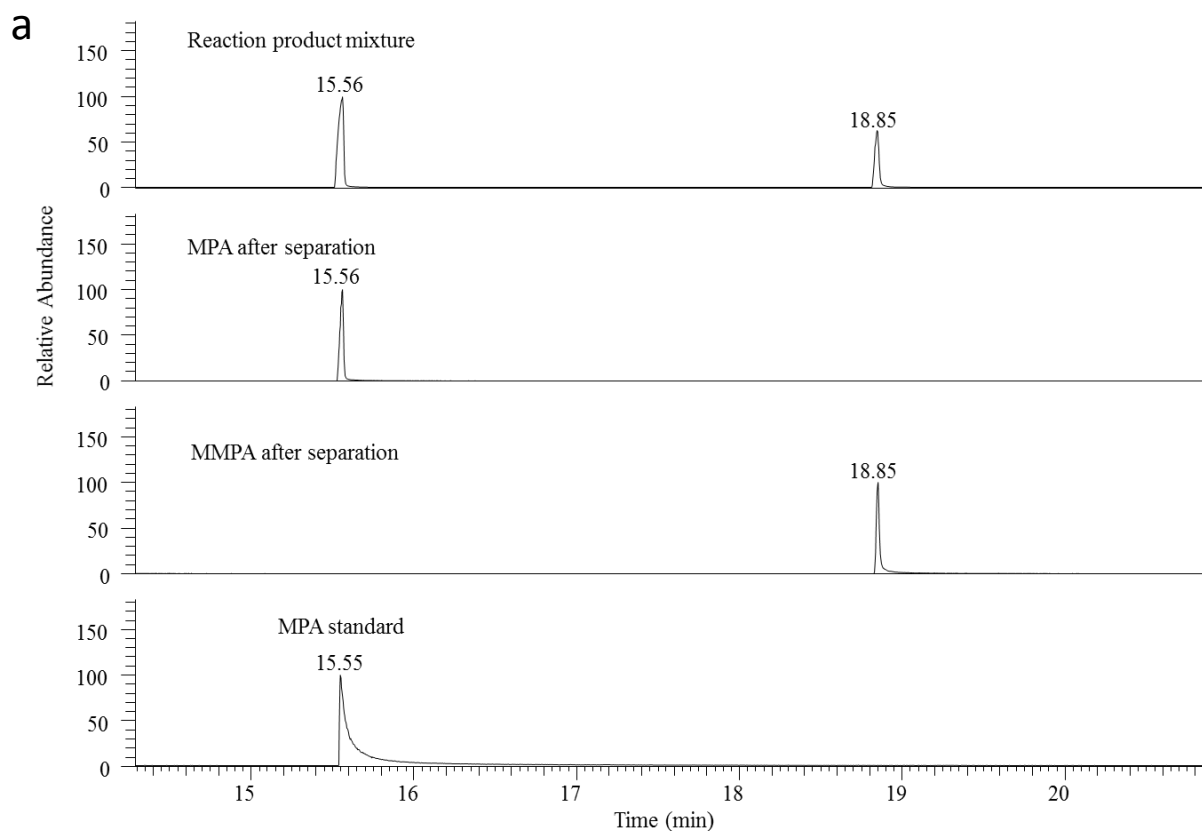 a
Reaction product mixture
150
100
50
0
15.56
18.85
MPA after separation
150
100
50
0
15.56
MMPA after separation
150
100
50
0
18.85
MPA standard
150
100
50
0
15.55
15 16 17 18 19 20
Time (min)
Relative Abundance